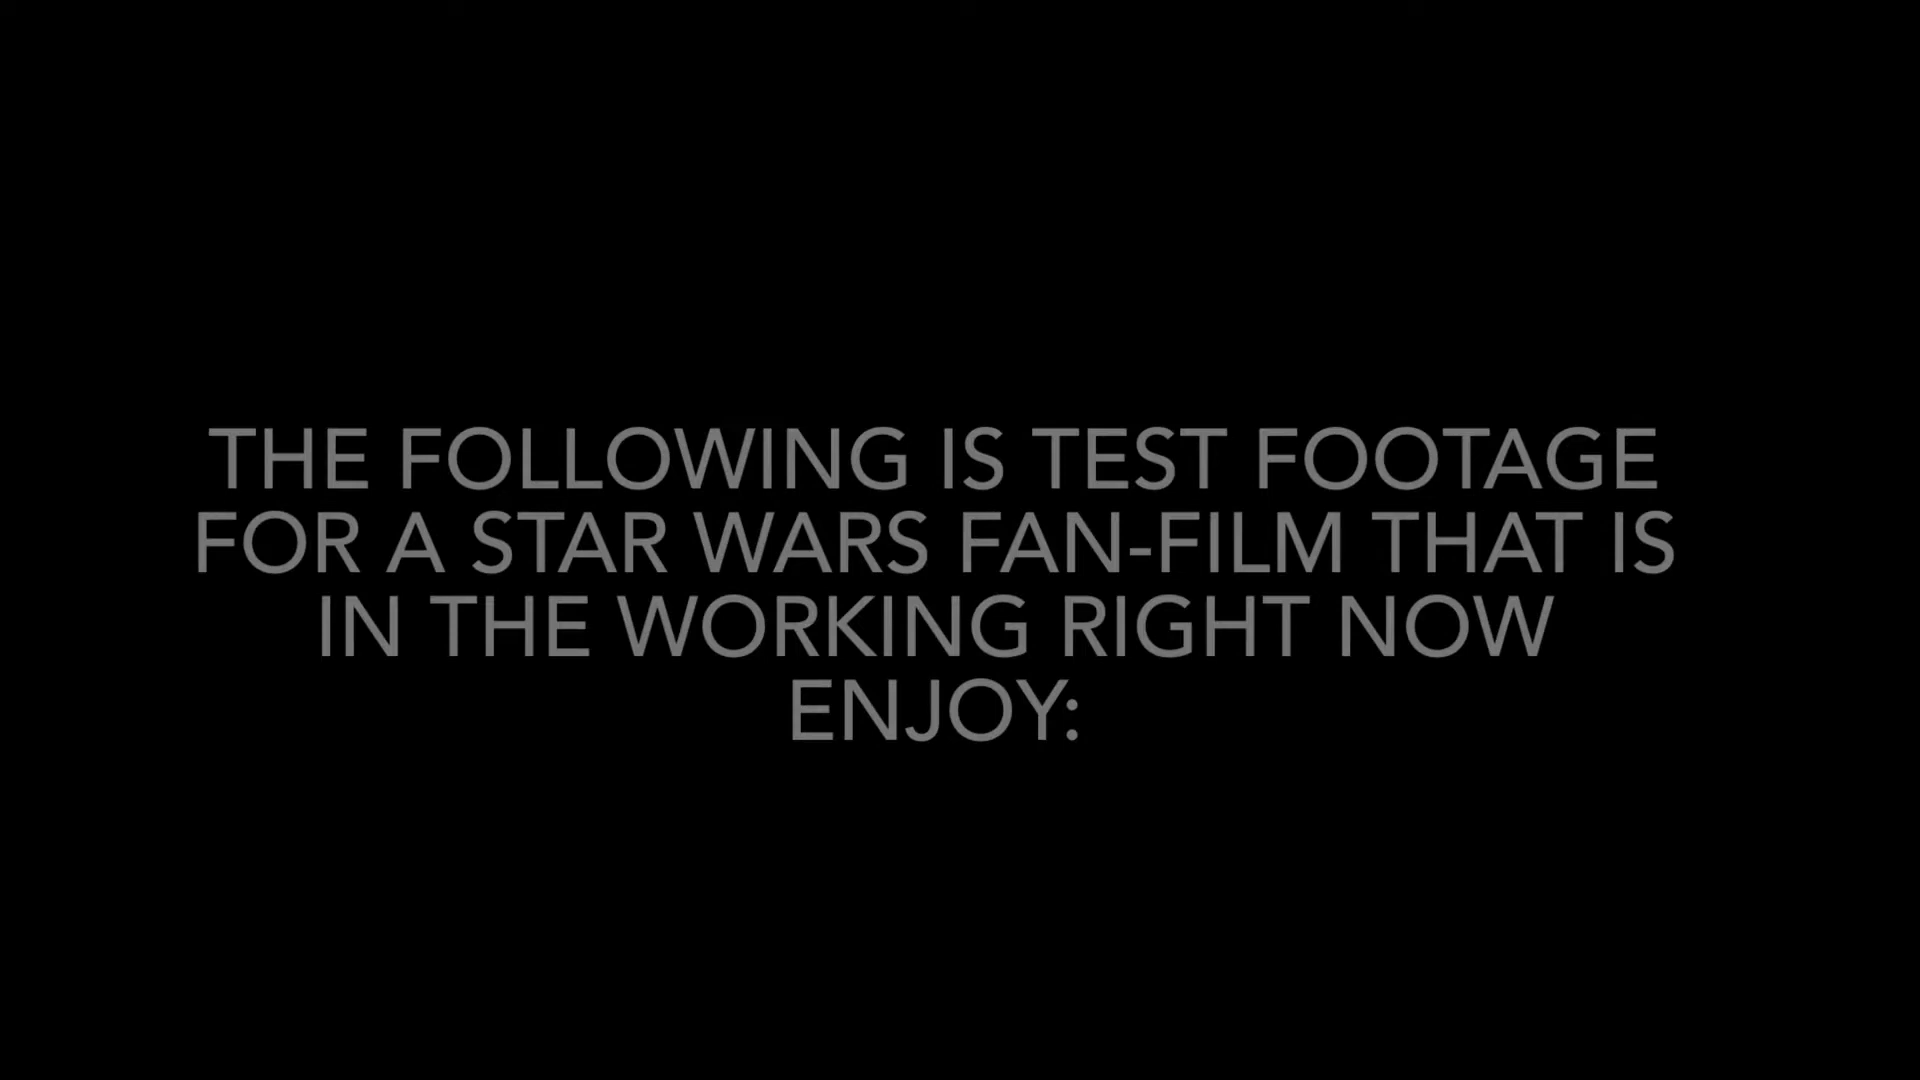 THE FOLLOWING IS TEST FOOTAGE
FOR A STAR WARS FAN-FILM THAT IS
IN THE WORKING RIGHT NOW
ENJOY: